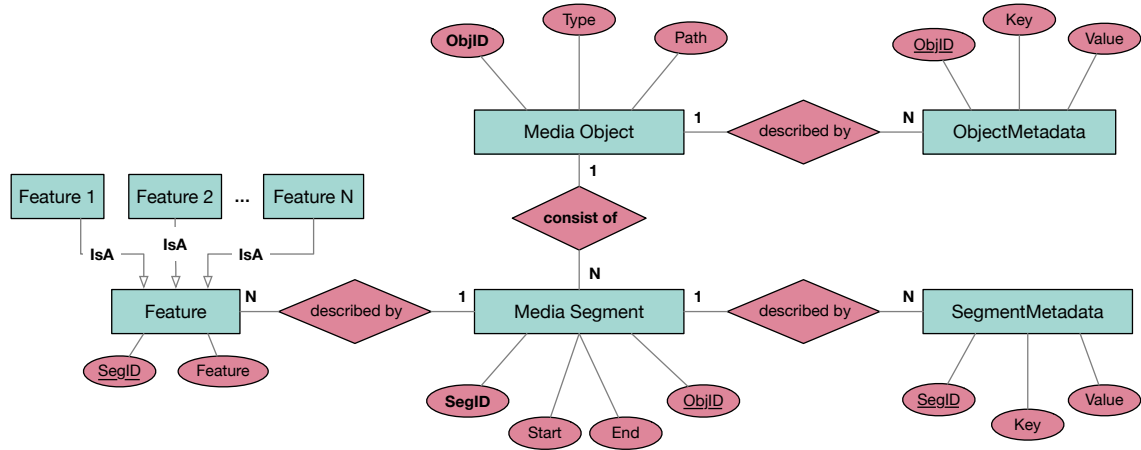 ObjID
Type
Path
ObjID
Key
Value
Media Object
1
described by
N
ObjectMetadata
1
Feature 1
Feature 2
...
Feature N
consist of
IsA
IsA
IsA
N
Feature
N
described by
1
Media Segment
1
described by
N
SegmentMetadata
SegID
Feature
SegID
Start
End
ObjID
SegID
Key
Value